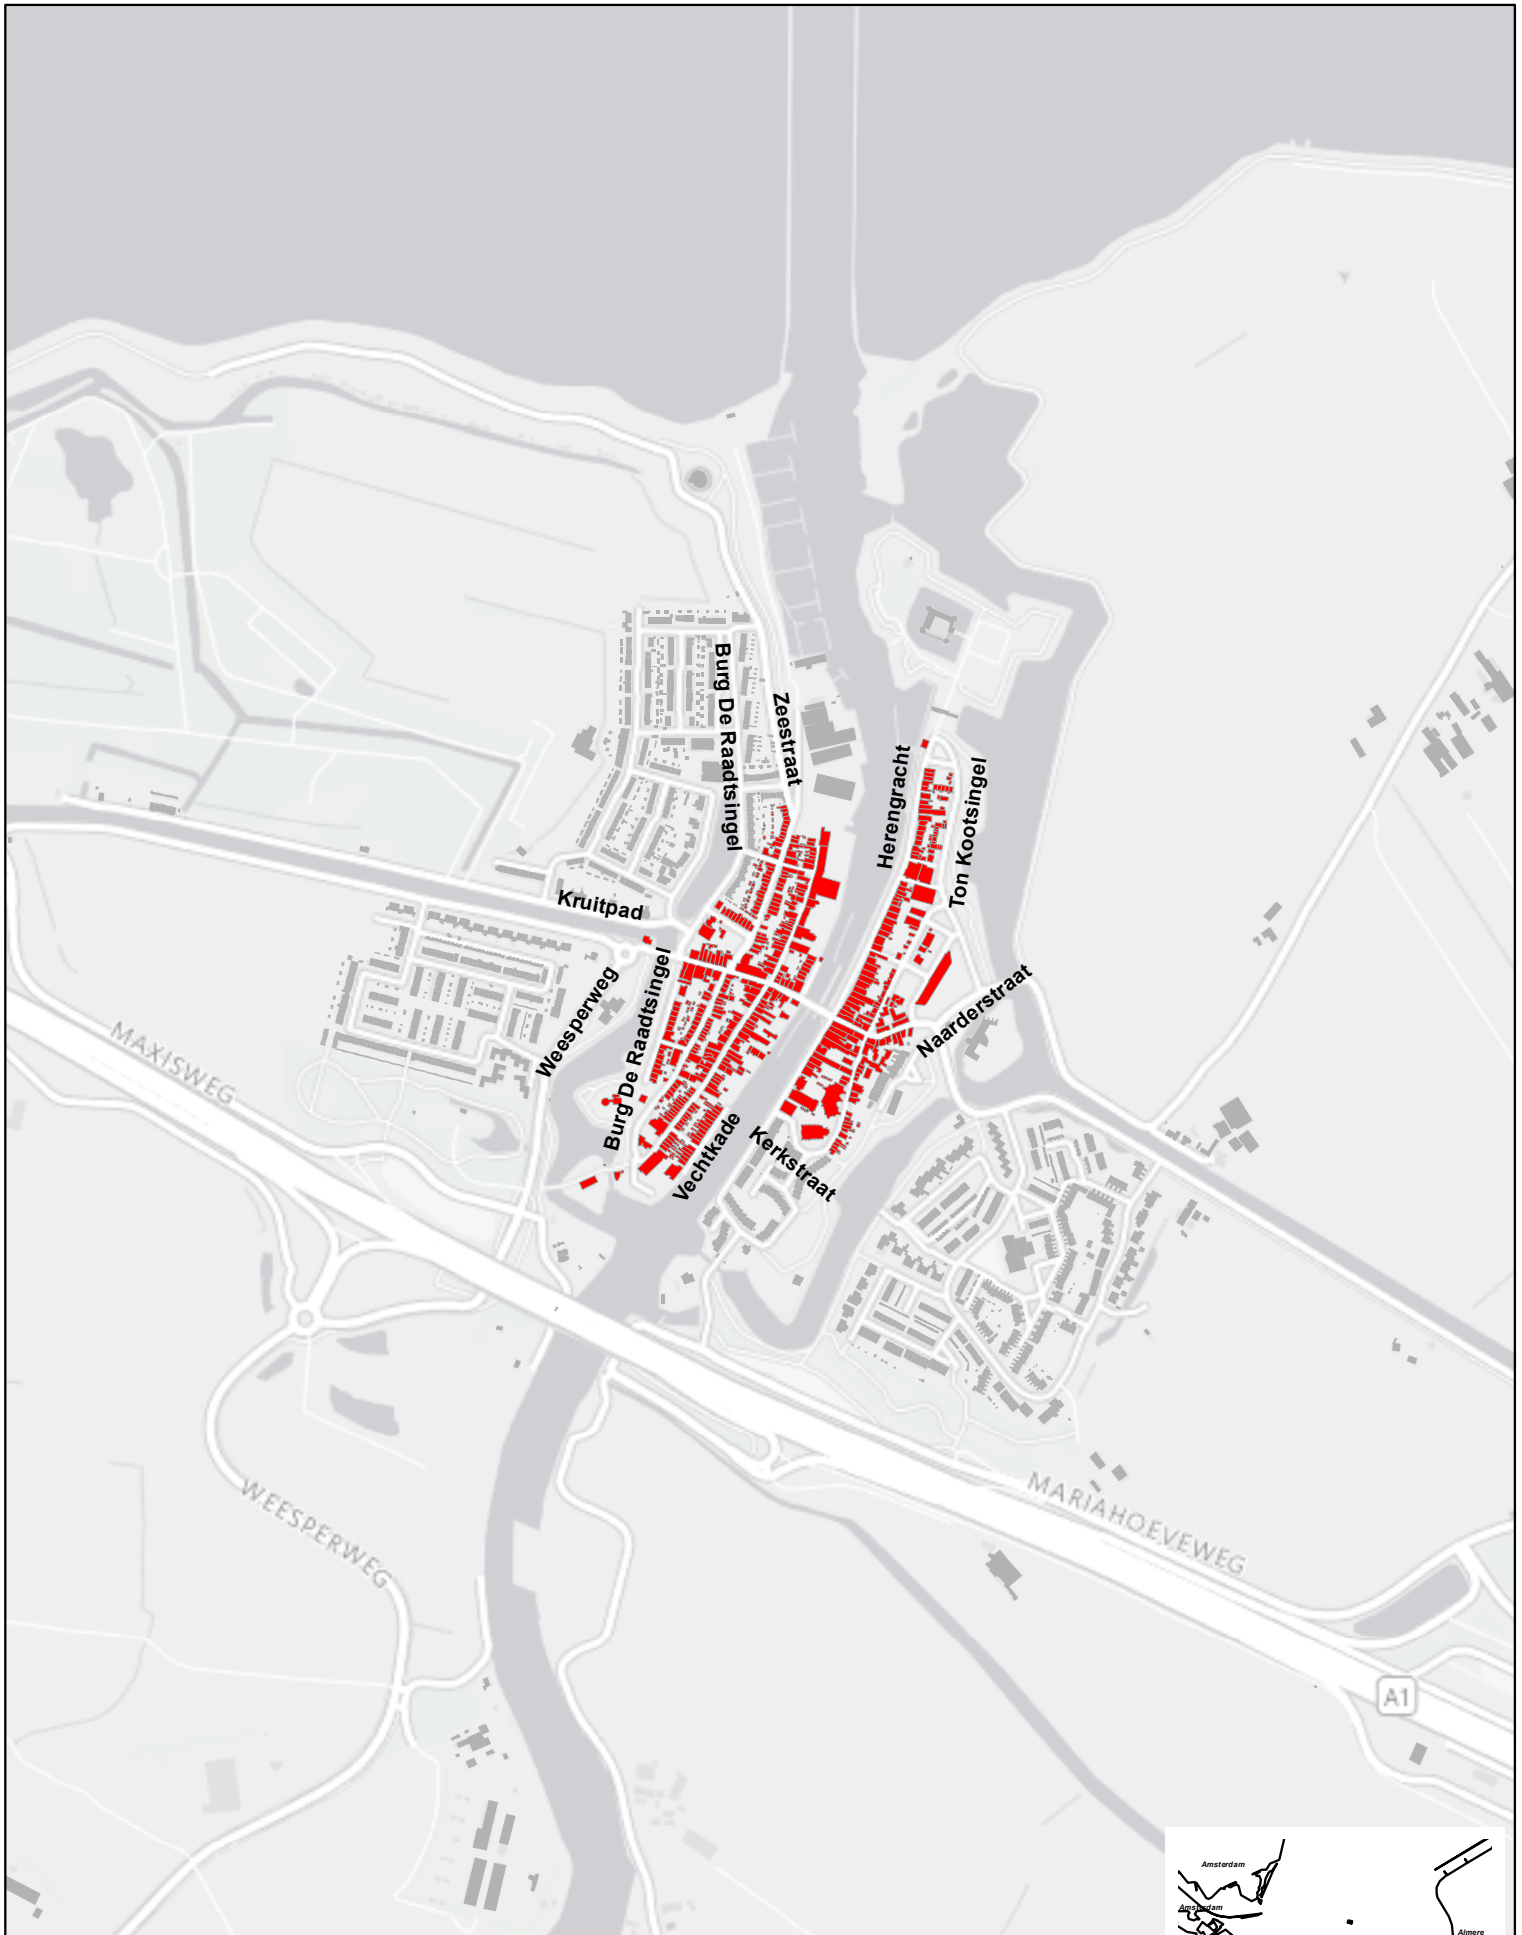 Burg De Raadtsingel
Zeestraat
Herengracht
Ton Kootsingel
Kruitpad
Weesperweg
Burg De Raadtsingel
Naarderstraat
MAXISWEG
Vechtkade
Kerkstraat
WEESPERWEG
MARIAHOEVEWEG
A1
Amsterdam
Amsterdam
Almere